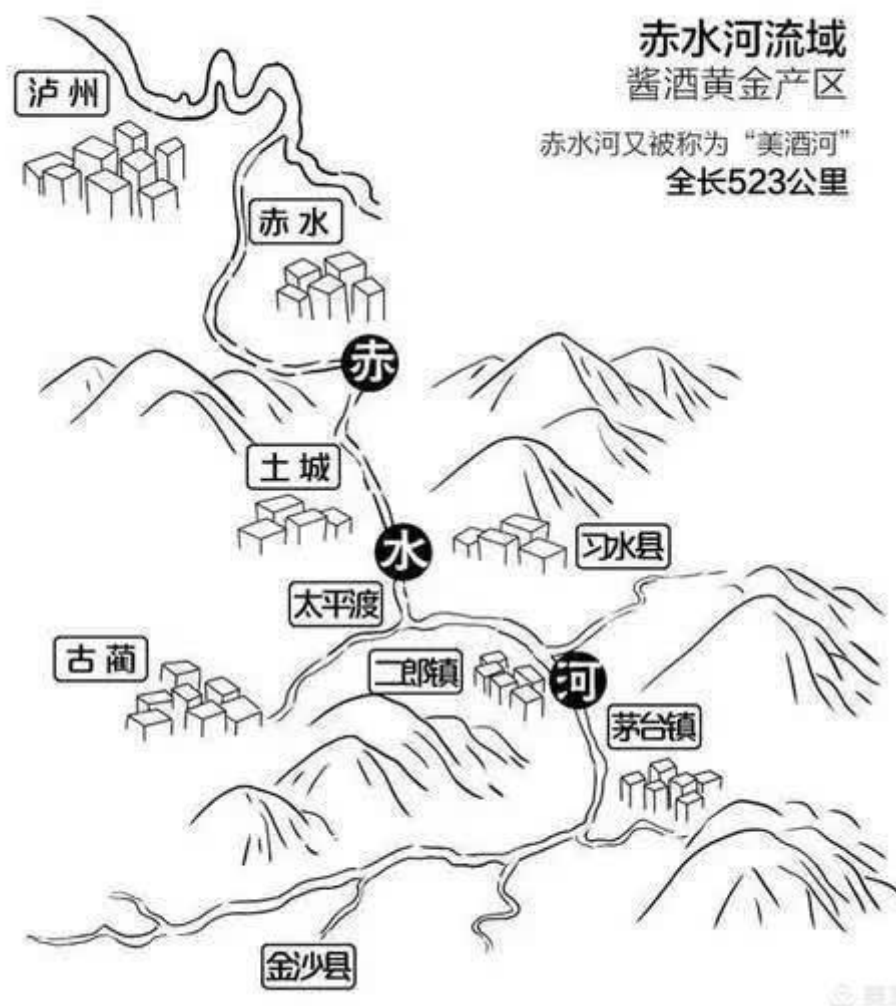 赤水河流域
酱酒黄金产区
赤水河又被称为“美酒河”
全长523公里
泸州
赤水
赤
土城
水
习水县
太平渡
古蔺
二郎镇
河
茅台镇
金沙县